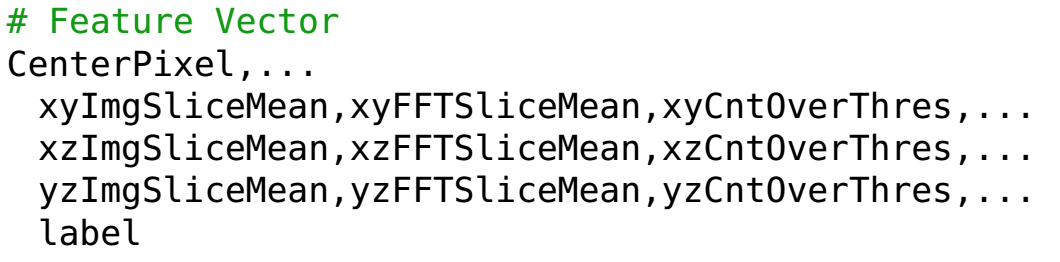 # Feature Vector
CenterPixel,...
xyImgSliceMean,xyFFTSliceMean,xyCntOverThres,...
xzImgSliceMean,xzFFTSliceMean,xzCntOverThres,...
yzImgSliceMean,yzFFTSliceMean,yzCntOverThres,...
label